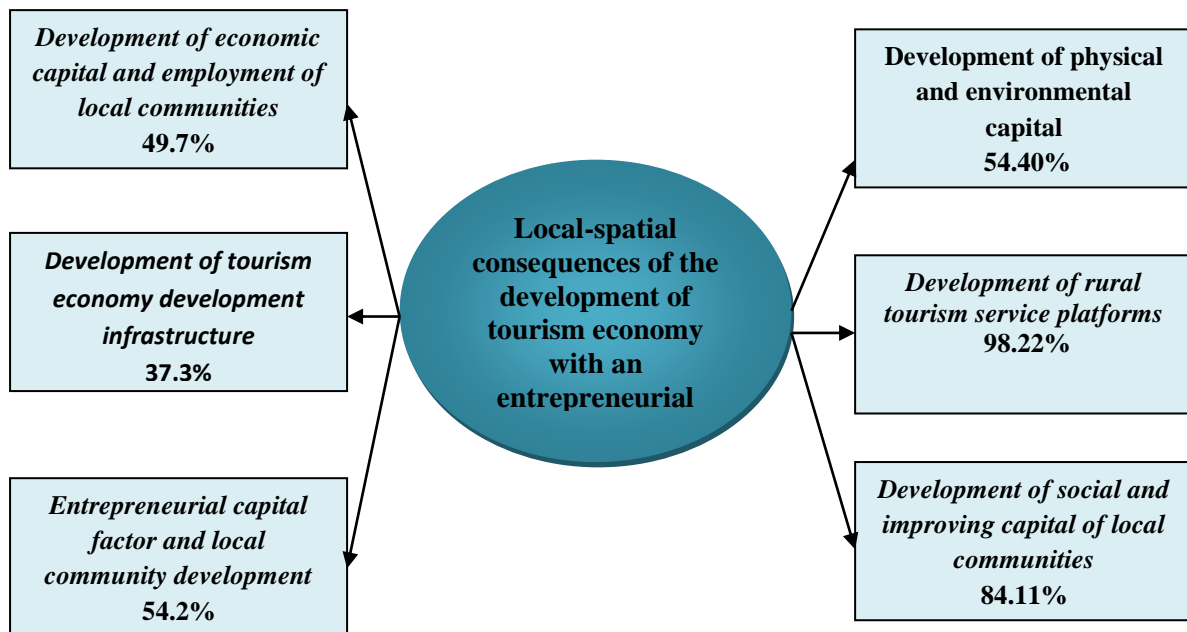 Development of economic
capital and employment of
local communities
49.7%
Development of tourism
economy development
infrastructure
37.3%
Entrepreneurial capital
factor and local
community development
54.2%
Local-spatial
consequences of the
development of
tourism economy
with an
entrepreneurial
Development of physical
and environmental
capital
54.40%
Development of rural
tourism service platforms
98.22%
Development of social and
improving capital of local
communities
84.11%